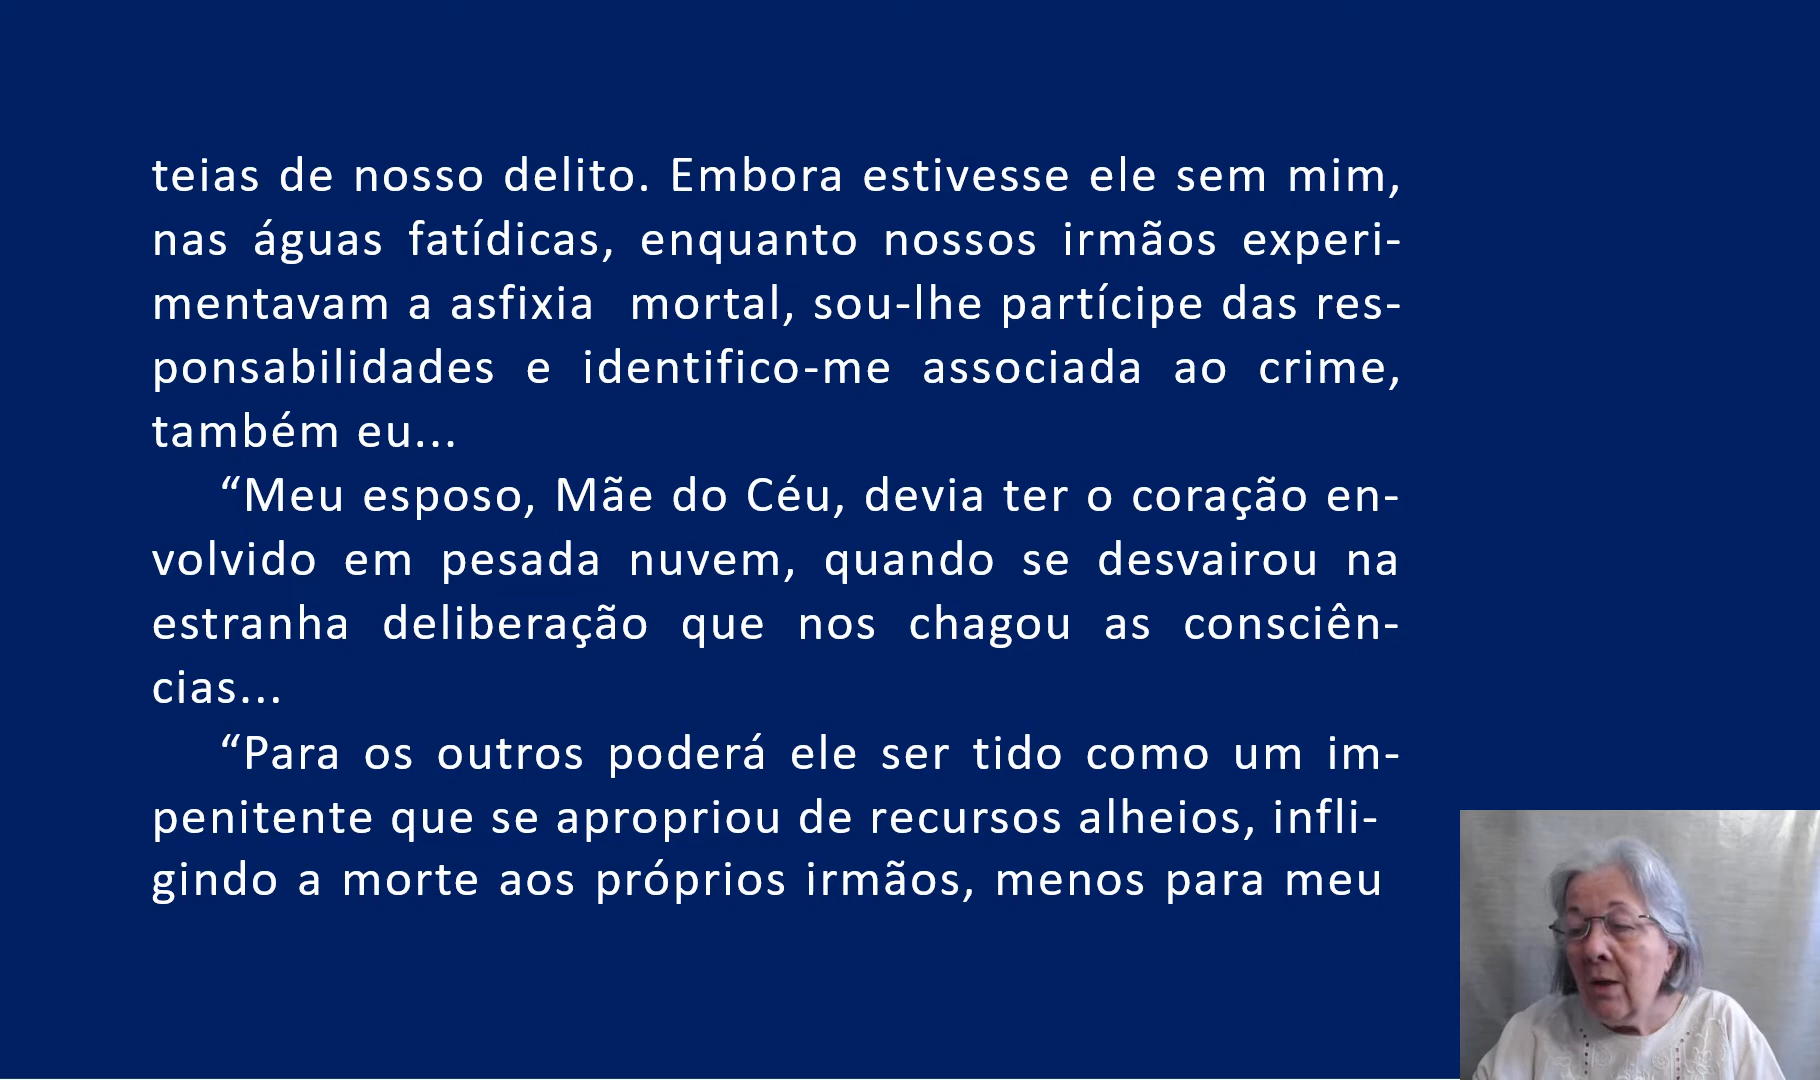 teias de nosso delito. Embora estivesse ele sem mim,
nas águas fatídicas, enquanto nossos irmãos experi-
mentavam a asfixia  mortal, sou-lhe partícipe das res-
ponsabilidades e identifico-me associada ao crime,
também eu...
“Meu esposo, Mãe do Céu, devia ter o coração en-
volvido em pesada nuvem, quando se desvairou na
estranha deliberação que nos chagou as consciên-
cias...
“Para os outros poderá ele ser tido como um im-
penitente que se apropriou de recursos alheios, infli-
gindo a morte aos próprios irmãos, menos para meu